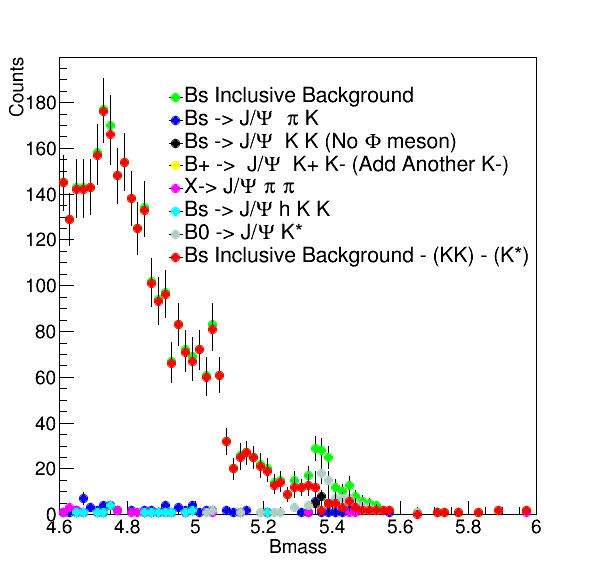 Counts
180
160
140
120
100
80
60
40
20
0
Bs Inclusive Background
Bs -> J/Ψ π K
Bs -> J/Ψ K K (No Φ meson)
B+ -> J/Ψ K+ K- (Add Another K-)
X-> J/Ψ π π
Bs -> J/Ψ h K K
B0 -> J/Ψ K*
Bs Inclusive Background - (KK) - (K*)
4.6 4.8 5 5.2 5.4 5.6 5.8 6
Bmass